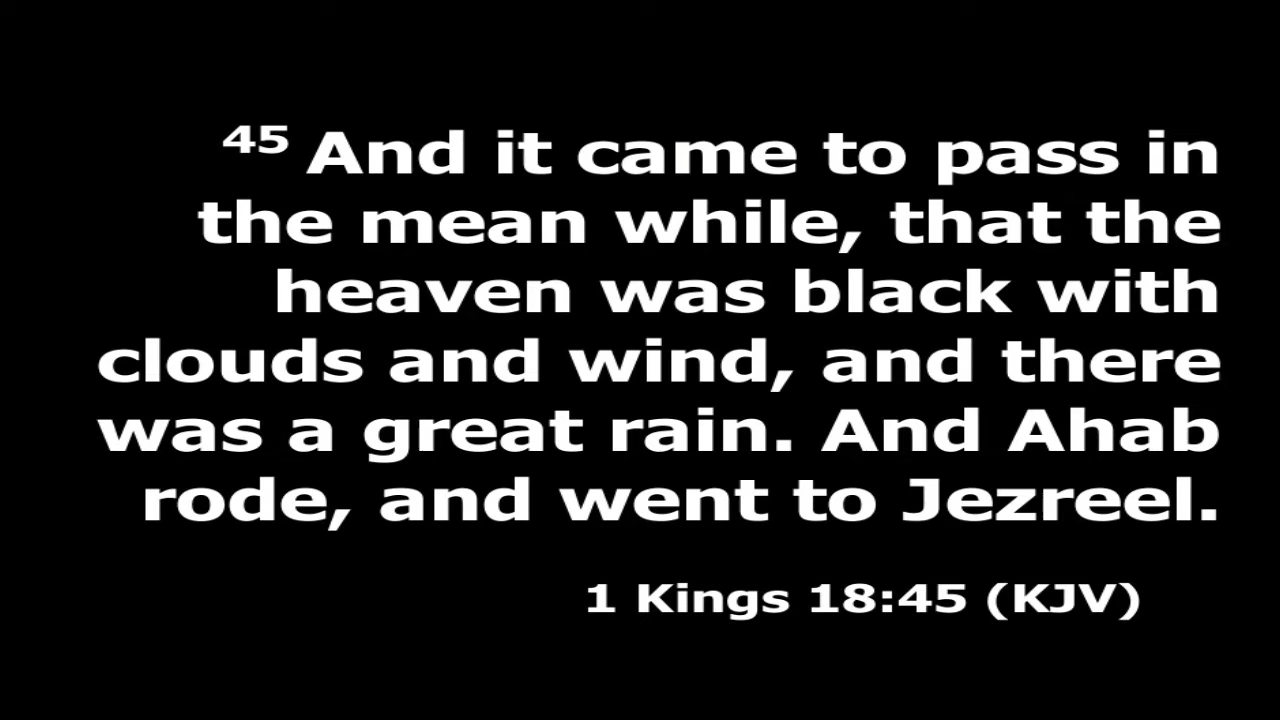 45 And it came to pass in
the mean while, that the
heaven was black with
clouds and wind, and there
was a great rain. And Ahab
rode, and went to Jezreel.
1 Kings 18:45 (KJV)